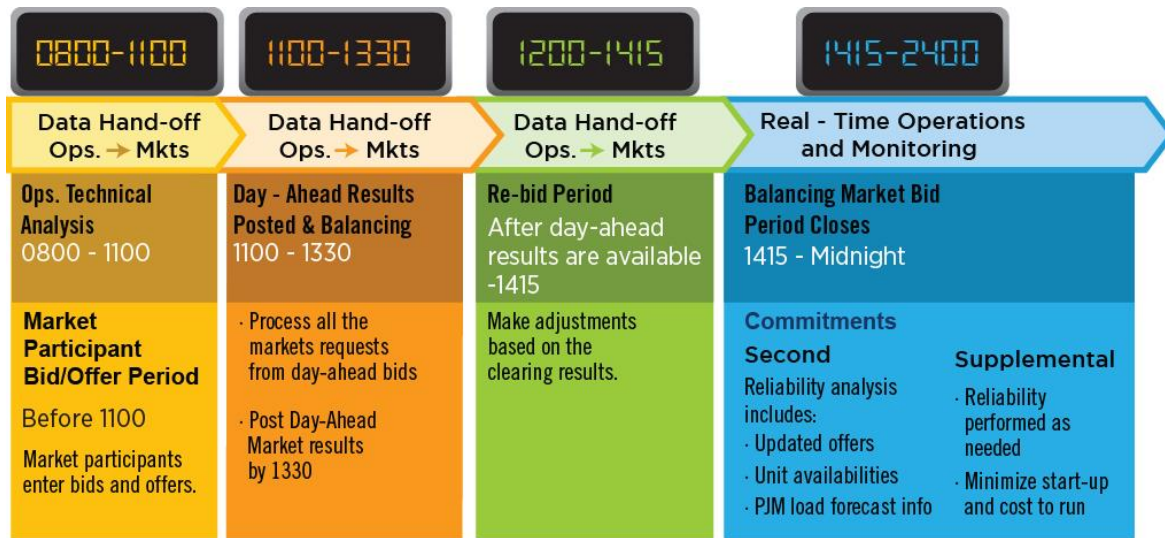 0800-1100
1100-1330
1200-1415
1415-2400
Data Hand-off
Ops. → Mkts
Data Hand-off
Ops. → Mkts
Data Hand-off
Ops. → Mkts
Real - Time Operations
and Monitoring
Ops. Technical
Analysis
0800 - 1100
Day - Ahead Results
Posted & Balancing
1100 - 1330
Re-bid Period
After day-ahead
results are available
-1415
Balancing Market Bid
Period Closes
1415 - Midnight
Market
Participant
Bid/Offer Period
Before 1100
Market participants
enter bids and offers.
· Process all the
markets requests
from day-ahead bids
· Post Day-Ahead
Market results
by 1330
Make adjustments
based on the
clearing results.
Commitments
Second
Reliability analysis
includes:
· Updated offers
· Unit availabilities
· PJM load forecast info
Supplemental
· Reliability
performed as
needed
· Minimize start-up
and cost to run